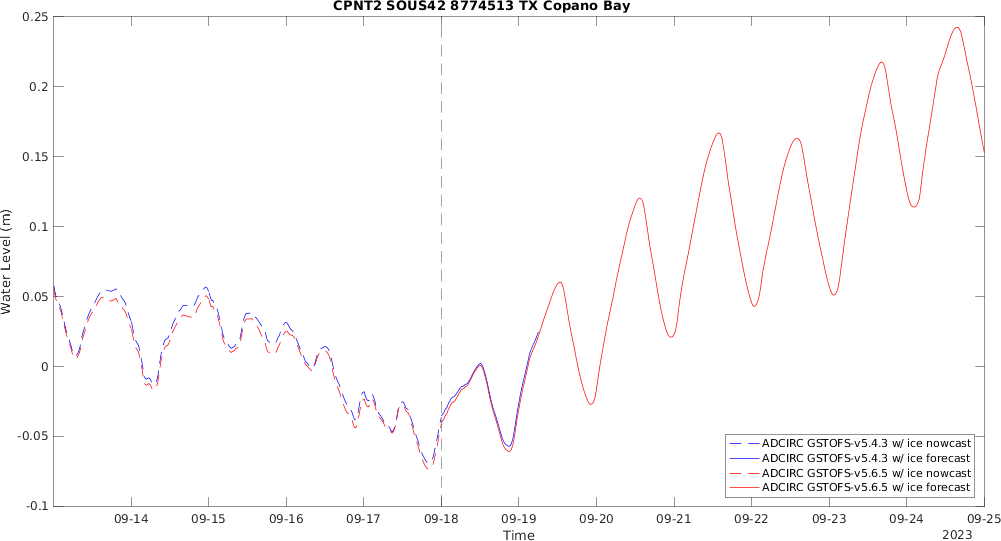 CPNT2 SOUS42 8774513 TX Copano Bay
0.25
0.2
0.15
0.1
0.05
0
-0.05
-0.1
Water Level (m)
09-14 09-15 09-16 09-17 09-18 09-19 09-20 09-21 09-22 09-23 09-24 09-25
Time
2023
ADCIRC GSTOFS-v5.4.3 w/ ice nowcast
ADCIRC GSTOFS-v5.4.3 w/ ice forecast
ADCIRC GSTOFS-v5.6.5 w/ ice nowcast
ADCIRC GSTOFS-v5.6.5 w/ ice forecast